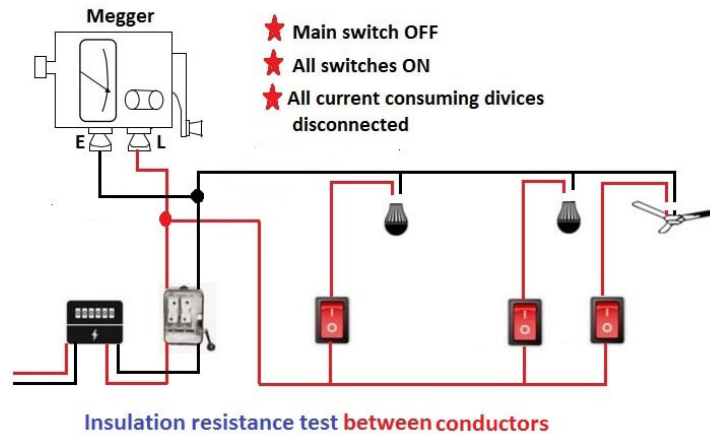 Megger
Main switch OFF
All switches ON
All current consuming divices
disconnected
E L
Insulation resistance test between conductors